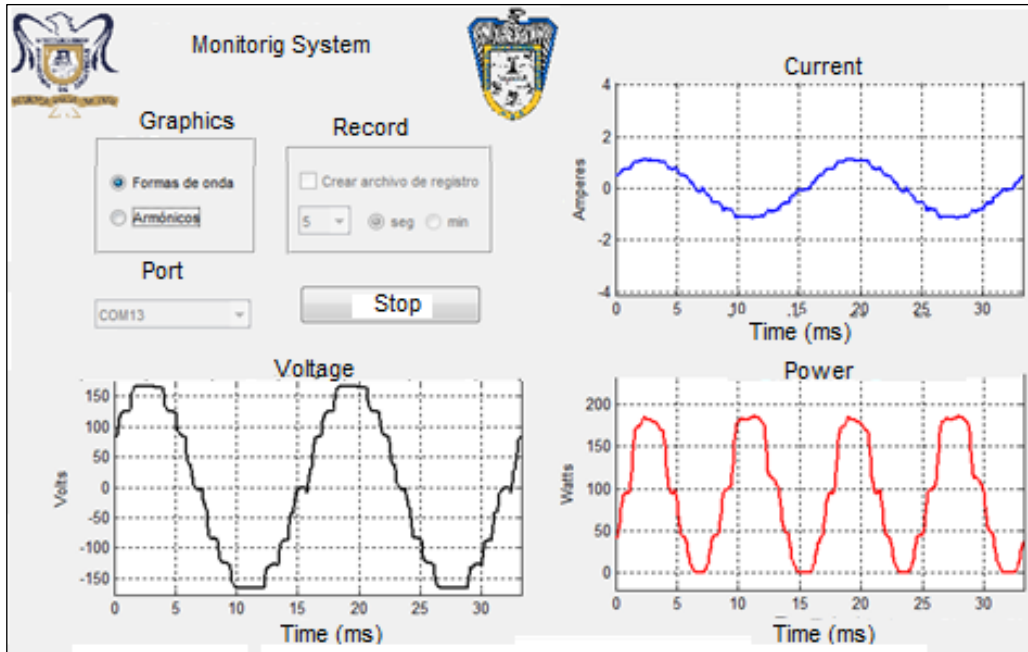 Monitorig System
Graphics
Formas de onda
Armónicos
Record
Crear archivo de registro
5 seg min
Port
COM13
Stop
Current
Amperes
4
2
0
-2
-4
0 5 10 15 20 25 30
Time (ms)
Voltage
Volts
150
100
50
0
-50
-100
-150
0 5 10 15 20 25 30
Time (ms)
Power
Watts
200
150
100
50
0
0 5 10 15 20 25 30
Time (ms)